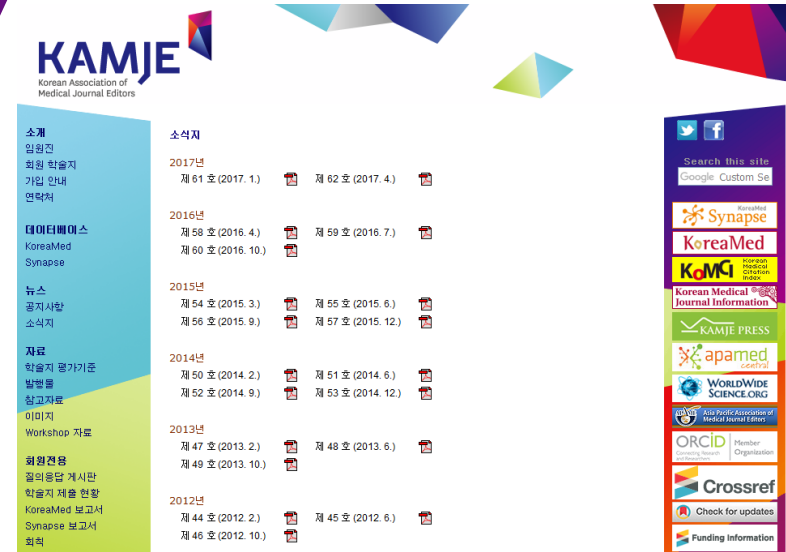 KAMJE
Korean Association of
Medical Journal Editors
소개
임원진
회원 학술지
가입 안내
연락처
데이터베이스
KoreaMed
Synapse
뉴스
공지사항
소식지
자료
학술지 평가기준
발행물
참고자료
이미지
Workshop 자료
회원전용
질의응답 게시판
학술지 제출 현황
KoreaMed 보고서
Synapse 보고서
회칙
소식지
2017년
제 61 호 (2017. 1.) 제 62 호 (2017. 4.)
2016년
제 58 호 (2016. 4.) 제 59 호 (2016. 7.)
제 60 호 (2016. 10.)
2015년
제 54 호 (2015. 3.) 제 55 호 (2015. 6.)
제 56 호 (2015. 9.) 제 57 호 (2015. 12.)
2014년
제 50 호 (2014. 2.) 제 51 호 (2014. 6.)
제 52 호 (2014. 9.) 제 53 호 (2014. 12.)
2013년
제 47 호 (2013. 2.) 제 48 호 (2013. 6.)
제 49 호 (2013. 10.)
2012년
제 44 호 (2012. 2.) 제 45 호 (2012. 6.)
제 46 호 (2012. 10.)
Search this site
Google Custom Se
KoreaMed
Synapse
KoreaMed
KoMCI Korean
Medical
Citation
Index
Korean Medical
Journal Information
KAMJE PRESS
apamed
central
WORLDWIDE
SCIENCE.ORG
Asia Pacific Association of
Medical Journal Editors
ORCID Member
Organization
Connecting Research
and Researchers
Crossref
Check for updates
Funding Information